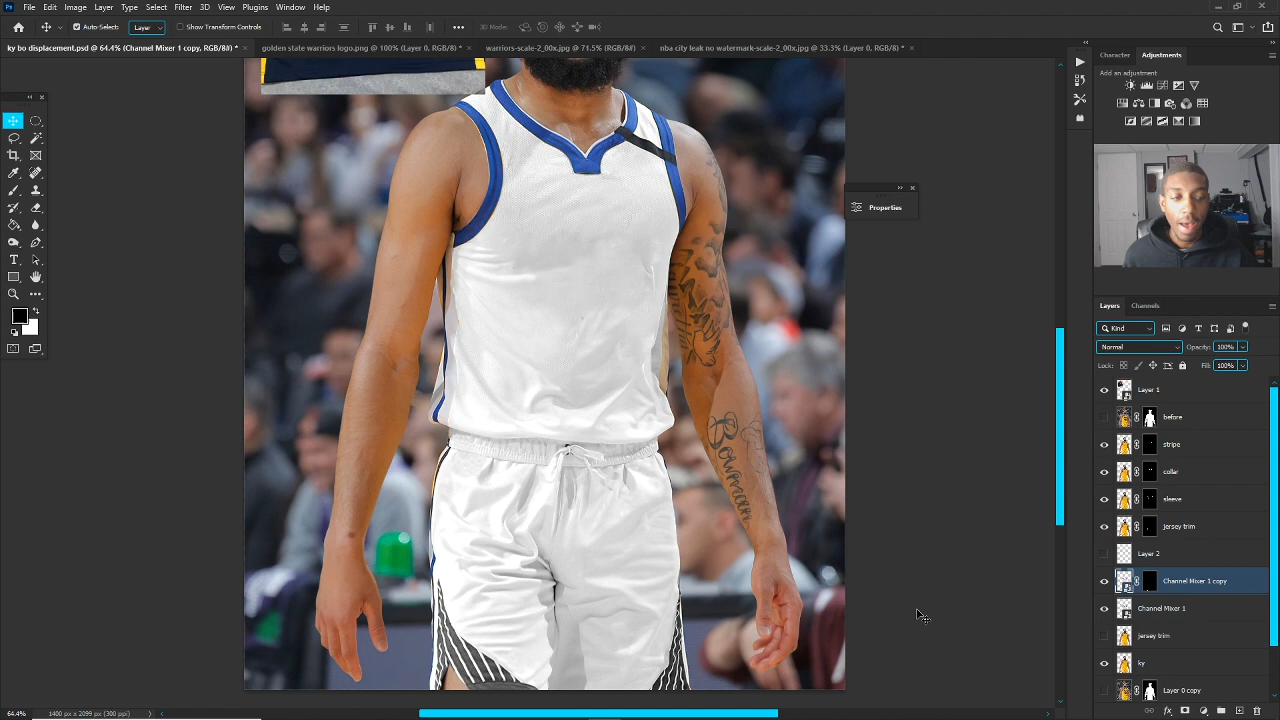 Ps File Edit Image Layer Type Select Filter 3D View Plugins Window Help
Auto-Select: Layer Show Transform Controls 3D Mode:
ky bo displacement.psd @ 64.4% (Channel Mixer 1 copy, RGB/8#) * × golden state warriors logo.png @ 100% (Layer 0, RGB/8#) * × warriors-scale-2_00x.jpg @ 71.5% (RGB/8#) × nba city leak no watermark-scale-2_00x.jpg @ 33.3% (Layer 0, RGB/8#) * ×
Character Adjustments
Add an adjustment
Properties
Layers Channels
Kind
Normal Opacity: 100%
Lock: Fill: 100%
Layer 1
before
stripe
collar
sleeve
jersey trim
Layer 2
Channel Mixer 1 copy
Channel Mixer 1
jersey trim
ky
Layer 0 copy
64.4% 1400 px x 2099 px (300 ppi)